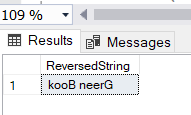 109 %
Results Messages
ReversedString
1 kooB neerG